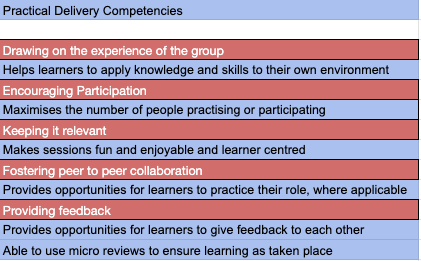 Practical Delivery Competencies
Drawing on the experience of the group
Helps learners to apply knowledge and skills to their own environment
Encouraging Participation
Maximises the number of people practising or participating
Keeping it relevant
Makes sessions fun and enjoyable and learner centred
Fostering peer to peer collaboration
Provides opportunities for learners to practice their role, where applicable
Providing feedback
Provides opportunities for learners to give feedback to each other
Able to use micro reviews to ensure learning as taken place